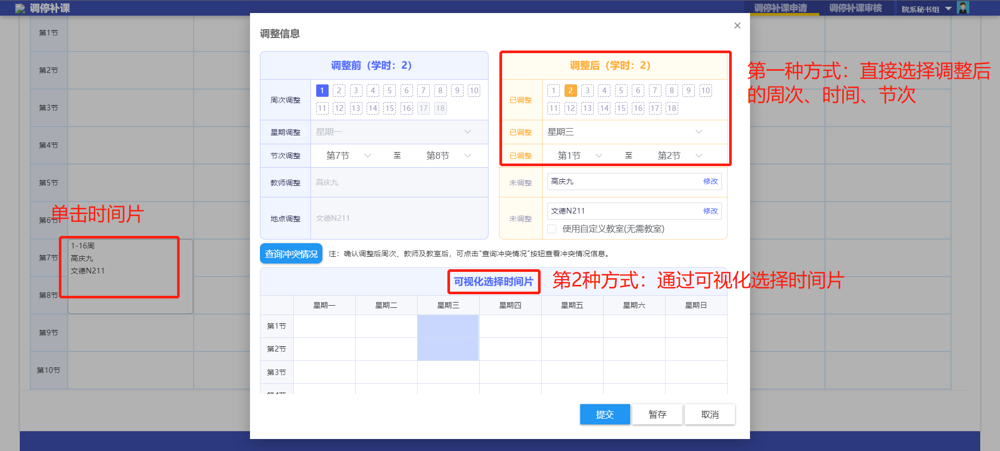 调停补课
调停补课申请
调停补课审核
院系秘书组
第1节
第2节
第3节
第4节
第5节
第6节
第7节
第8节
第9节
第10节
单击时间片
1-16周
高庆九
文德N211
调整信息
×
调整前（学时：2）
周次调整
1 2 3 4 5 6 7 8 9 10
11 12 13 14 15 16 17 18
星期调整
星期一
节次调整
第7节 至 第8节
教师调整
高庆九
地点调整
文德N211
调整后（学时：2）
已调整
1 2 3 4 5 6 7 8 9 10
11 12 13 14 15 16 17 18
已调整
星期三
已调整
第1节 至 第2节
未调整
高庆九 修改
未调整
文德N211 修改
使用自定义教室(无需教室)
第一种方式：直接选择调整后
的周次、时间、节次
查询冲突情况
注：确认调整后周次、教师及教室后，可点击"查询冲突情况"按钮查看冲突情况信息。
可视化选择时间片
第2种方式：通过可视化选择时间片
星期一 星期二 星期三 星期四 星期五 星期六 星期日
第1节
第2节
第3节
提交
暂存
取消